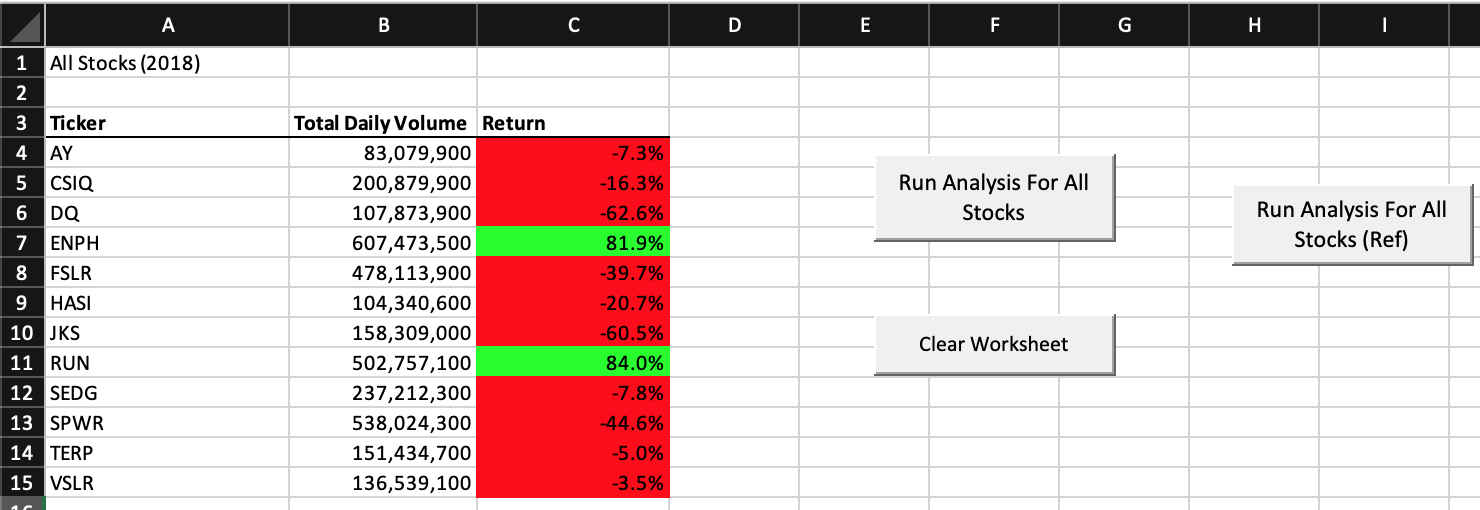 A B C D E F G H I
1 All Stocks (2018)
2
3 Ticker Total Daily Volume Return
4 AY 83,079,900 -7.3%
5 CSIQ 200,879,900 -16.3%
6 DQ 107,873,900 -62.6%
7 ENPH 607,473,500 81.9%
8 FSLR 478,113,900 -39.7%
9 HASI 104,340,600 -20.7%
10 JKS 158,309,000 -60.5%
11 RUN 502,757,100 84.0%
12 SEDG 237,212,300 -7.8%
13 SPWR 538,024,300 -44.6%
14 TERP 151,434,700 -5.0%
15 VSLR 136,539,100 -3.5%
Run Analysis For All
Stocks
Run Analysis For All
Stocks (Ref)
Clear Worksheet